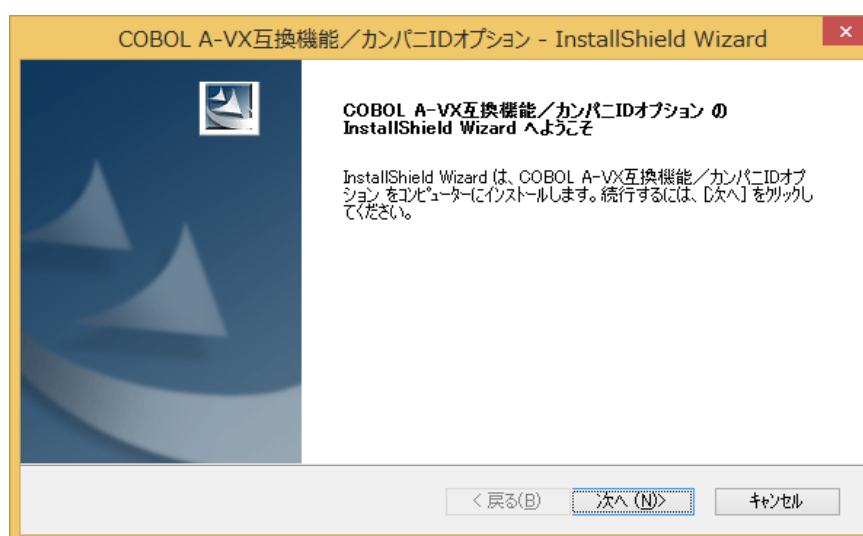 COBOL A-VX互換機能／カンパニIDオプション - InstallShield Wizard
COBOL A-VX互換機能／カンパニIDオプション の
InstallShield Wizard へようこそ
InstallShield Wizard は、COBOL A-VX互換機能／カンパニIDオプ
ション をコンピューターにインストールします。続行するには、[次へ] をクリックし
てください。
< 戻る(B)
次へ (N)>
キャンセル